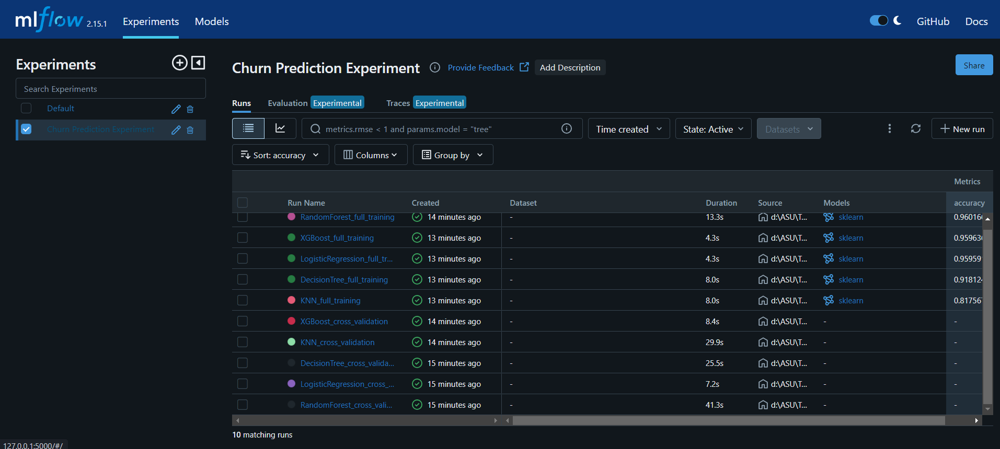 mlflow 2.15.1 Experiments Models GitHub Docs
Experiments
Search Experiments
Default
Churn Prediction Experiment
Churn Prediction Experiment Provide Feedback Add Description Share
Runs Evaluation Experimental Traces Experimental
metrics.rmse < 1 and params.model = "tree" Time created State: Active Datasets New run
Sort: accuracy Columns Group by
Metrics
Run Name Created Dataset Duration Source Models accuracy
RandomForest_full_training 14 minutes ago - 13.3s d:\ASU\T... sklearn 0.96016
XGBoost_full_training 13 minutes ago - 4.3s d:\ASU\T... sklearn 0.95963
LogisticRegression_full_tr... 13 minutes ago - 4.3s d:\ASU\T... sklearn 0.95959
DecisionTree_full_training 13 minutes ago - 8.0s d:\ASU\T... sklearn 0.91812
KNN_full_training 13 minutes ago - 8.0s d:\ASU\T... sklearn 0.81756
XGBoost_cross_validation 14 minutes ago - 8.4s d:\ASU\T... - -
KNN_cross_validation 14 minutes ago - 29.9s d:\ASU\T... - -
DecisionTree_cross_valida... 15 minutes ago - 25.5s d:\ASU\T... - -
LogisticRegression_cross_... 15 minutes ago - 7.2s d:\ASU\T... - -
RandomForest_cross_vali... 15 minutes ago - 41.3s d:\ASU\T... - -
10 matching runs
127.0.0.1:5000/#/